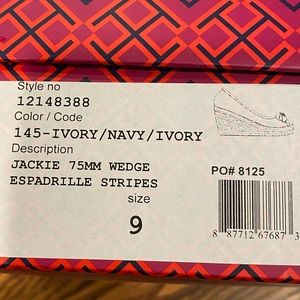 Style no
12148388
Color / Code
145-IVORY/NAVY/IVORY
Description
JACKIE 75MM WEDGE
ESPADRILLE STRIPES
size
9
PO# 8125
8 87712 67687 3